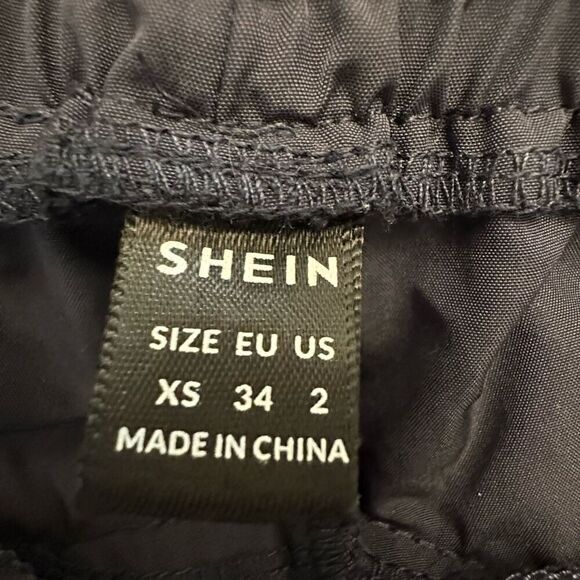 SHEIN
SIZE EU US
XS 34 2
MADE IN CHINA